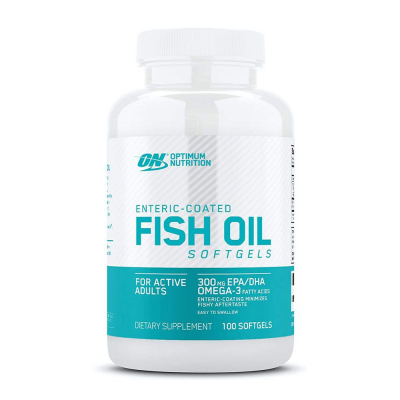 ON OPTIMUM
NUTRITION
ENTERIC-COATED
FISH OIL
SOFTGELS
FOR ACTIVE
ADULTS
300MG EPA/DHA
OMEGA-3 FATTY ACIDS
ENTERIC-COATING MINIMIZES
FISHY AFTERTASTE
EASY TO SWALLOW
DIETARY SUPPLEMENT
100 SOFTGELS